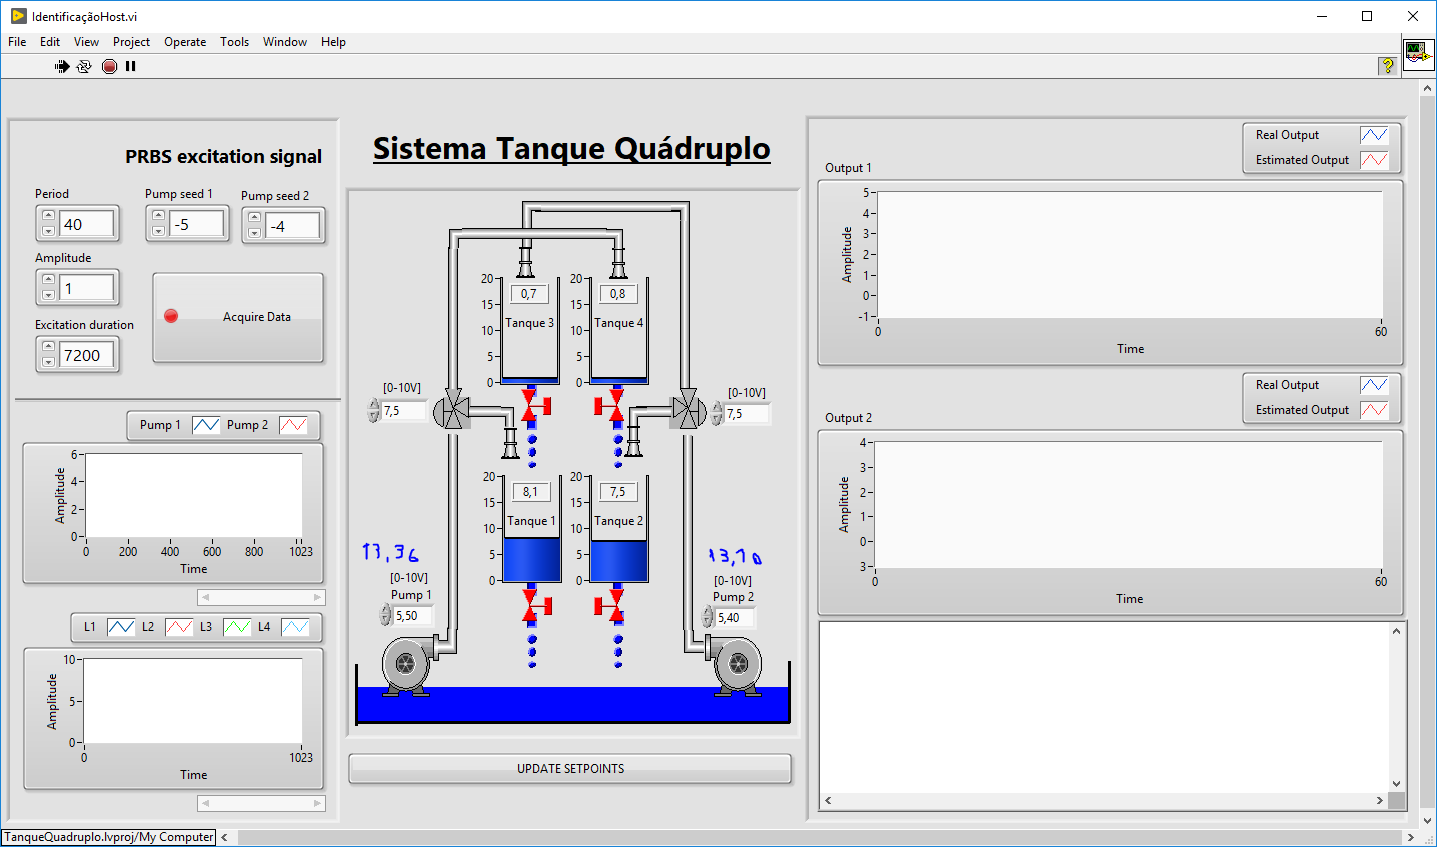 IdentificaçãoHost.vi
File Edit View Project Operate Tools Window Help
?
PRBS excitation signal
Period
40
Pump seed 1
-5
Pump seed 2
-4
Amplitude
1
Excitation duration
7200
Acquire Data
Pump 1 Pump 2
Amplitude
6
4
2
0
0 200 400 600 800 1023
Time
L1 L2 L3 L4
Amplitude
10
5
0
0 1023
Time
Sistema Tanque Quádruplo
20 20
0,7 0,8
15 15
Tanque 3 Tanque 4
10 10
5 5
0 0
[0-10V] [0-10V]
7,5 7,5
20 20
8,1 7,5
15 15
Tanque 1 Tanque 2
10 10
5 5
0 0
13,36 13,10
[0-10V] [0-10V]
Pump 1 Pump 2
5,50 5,40
UPDATE SETPOINTS
Real Output
Estimated Output
Output 1
Amplitude
5
4
3
2
1
0
-1
0 60
Time
Real Output
Estimated Output
Output 2
Amplitude
4
3
2
1
0
3
0 60
Time
TanqueQuadruplo.lvproj/My Computer